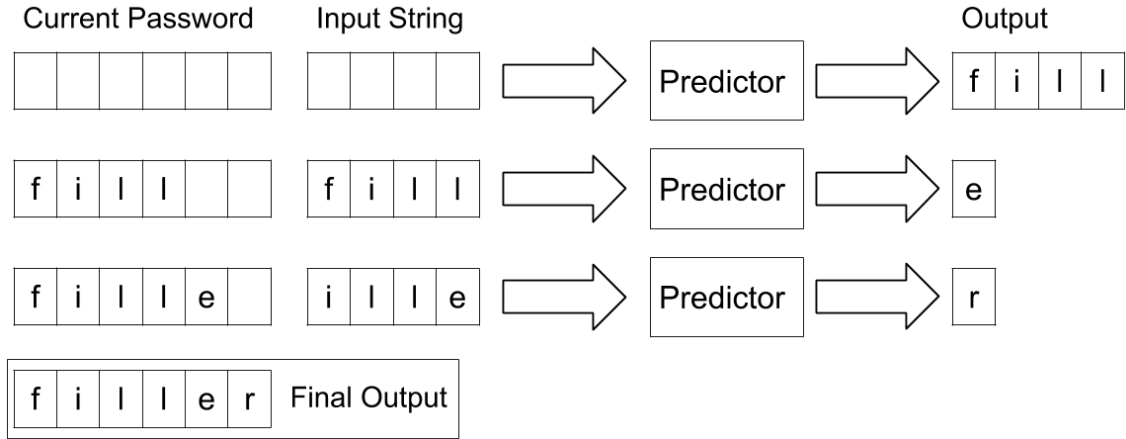 Current Password Input String Output
Predictor f i l l
f i l l f i l l Predictor e
f i l l e i l l e Predictor r
f i l l e r Final Output